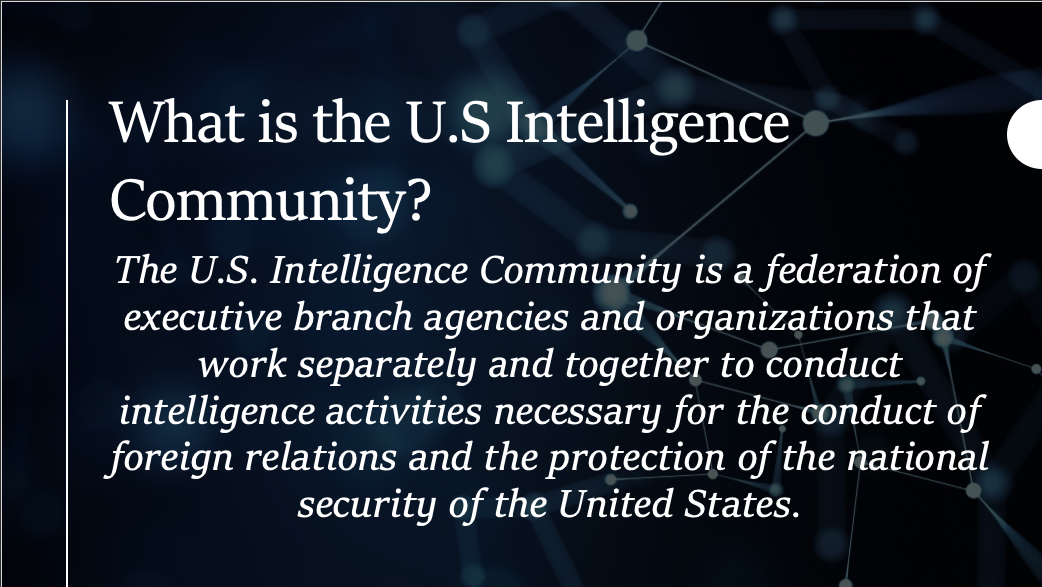 What is the U.S Intelligence
Community?
The U.S. Intelligence Community is a federation of
executive branch agencies and organizations that
work separately and together to conduct
intelligence activities necessary for the conduct of
foreign relations and the protection of the national
security of the United States.